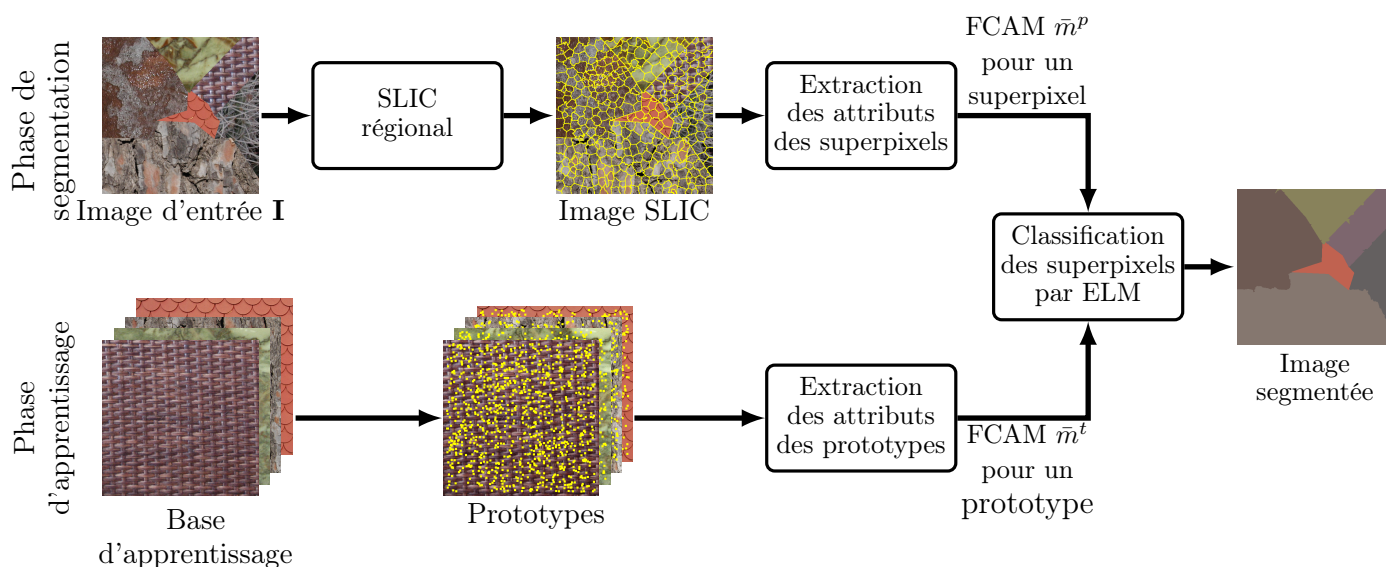 Phase de
segmentation
Image d'entrée I
SLIC
régional
Image SLIC
Extraction
des attributs
des superpixels
FCAM m̄ᵖ
pour un
superpixel
Classification
des superpixels
par ELM
Image
segmentée
Phase
d'apprentissage
Base
d'apprentissage
Prototypes
Extraction
des attributs
des prototypes
FCAM m̄ᵗ
pour un
prototype